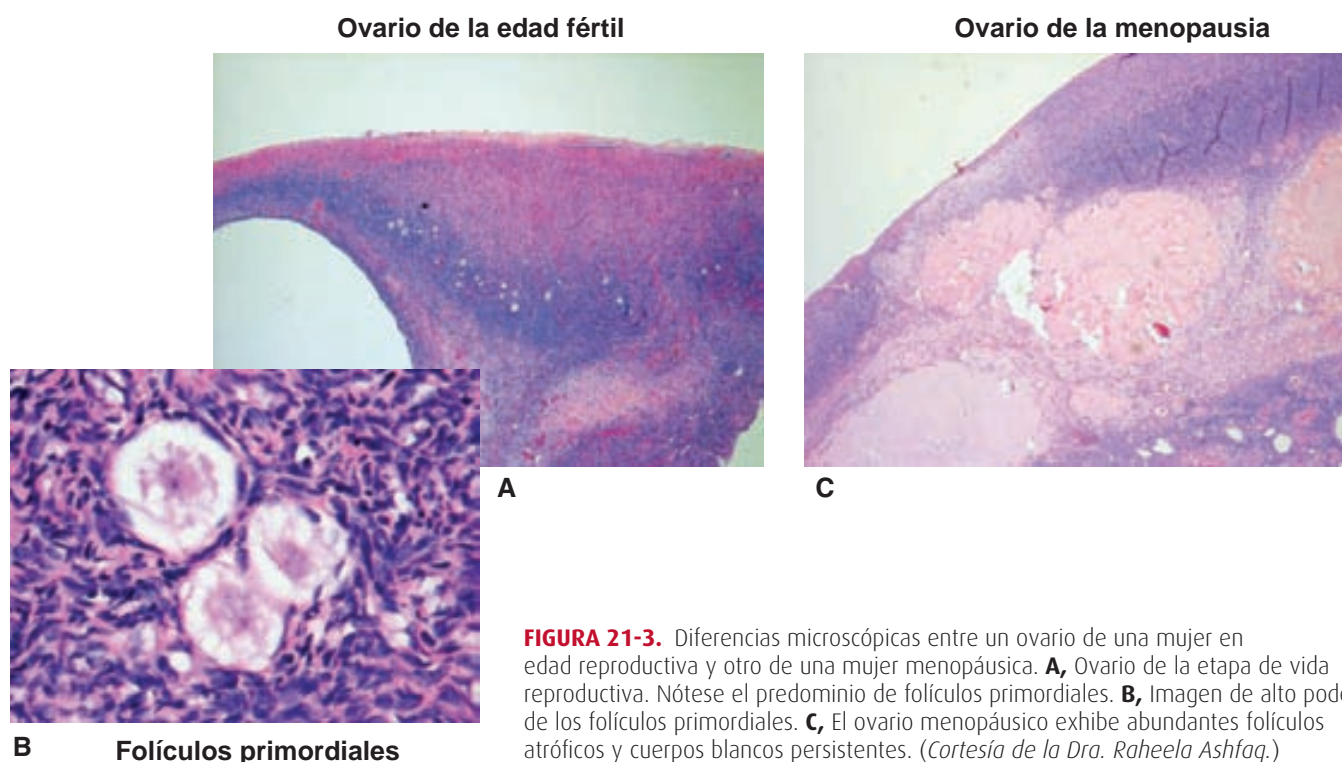 Ovario de la edad fértil
Ovario de la menopausia
A
C
B
Folículos primordiales
FIGURA 21-3. Diferencias microscópicas entre un ovario de una mujer en
edad reproductiva y otro de una mujer menopáusica. A, Ovario de la etapa de vida
reproductiva. Nótese el predominio de folículos primordiales. B, Imagen de alto
de los folículos primordiales. C, El ovario menopáusico exhibe abundantes folículos
atróficos y cuerpos blancos persistentes. (Cortesía de la Dra. Raheela Ashfaq.)